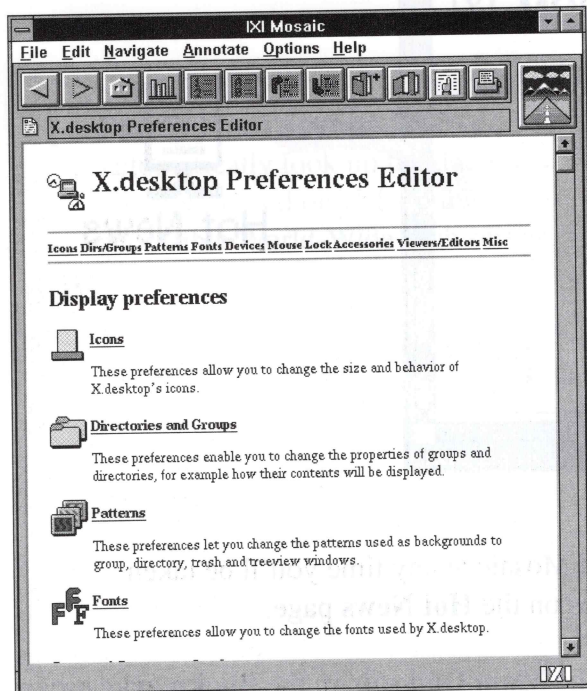 IXI Mosaic
File Edit Navigate Annotate Options Help
X.desktop Preferences Editor
X.desktop Preferences Editor
Icons Dirs/Groups Patterns Fonts Devices Mouse Lock Accessories Viewers/Editors Misc
Display preferences
Icons
These preferences allow you to change the size and behavior of
X.desktop's icons.
Directories and Groups
These preferences enable you to change the properties of groups and
directories, for example how their contents will be displayed.
Patterns
These preferences let you change the patterns used as backgrounds to
group, directory, trash and treeview windows.
Fonts
These preferences allow you to change the fonts used by X.desktop.
IXI